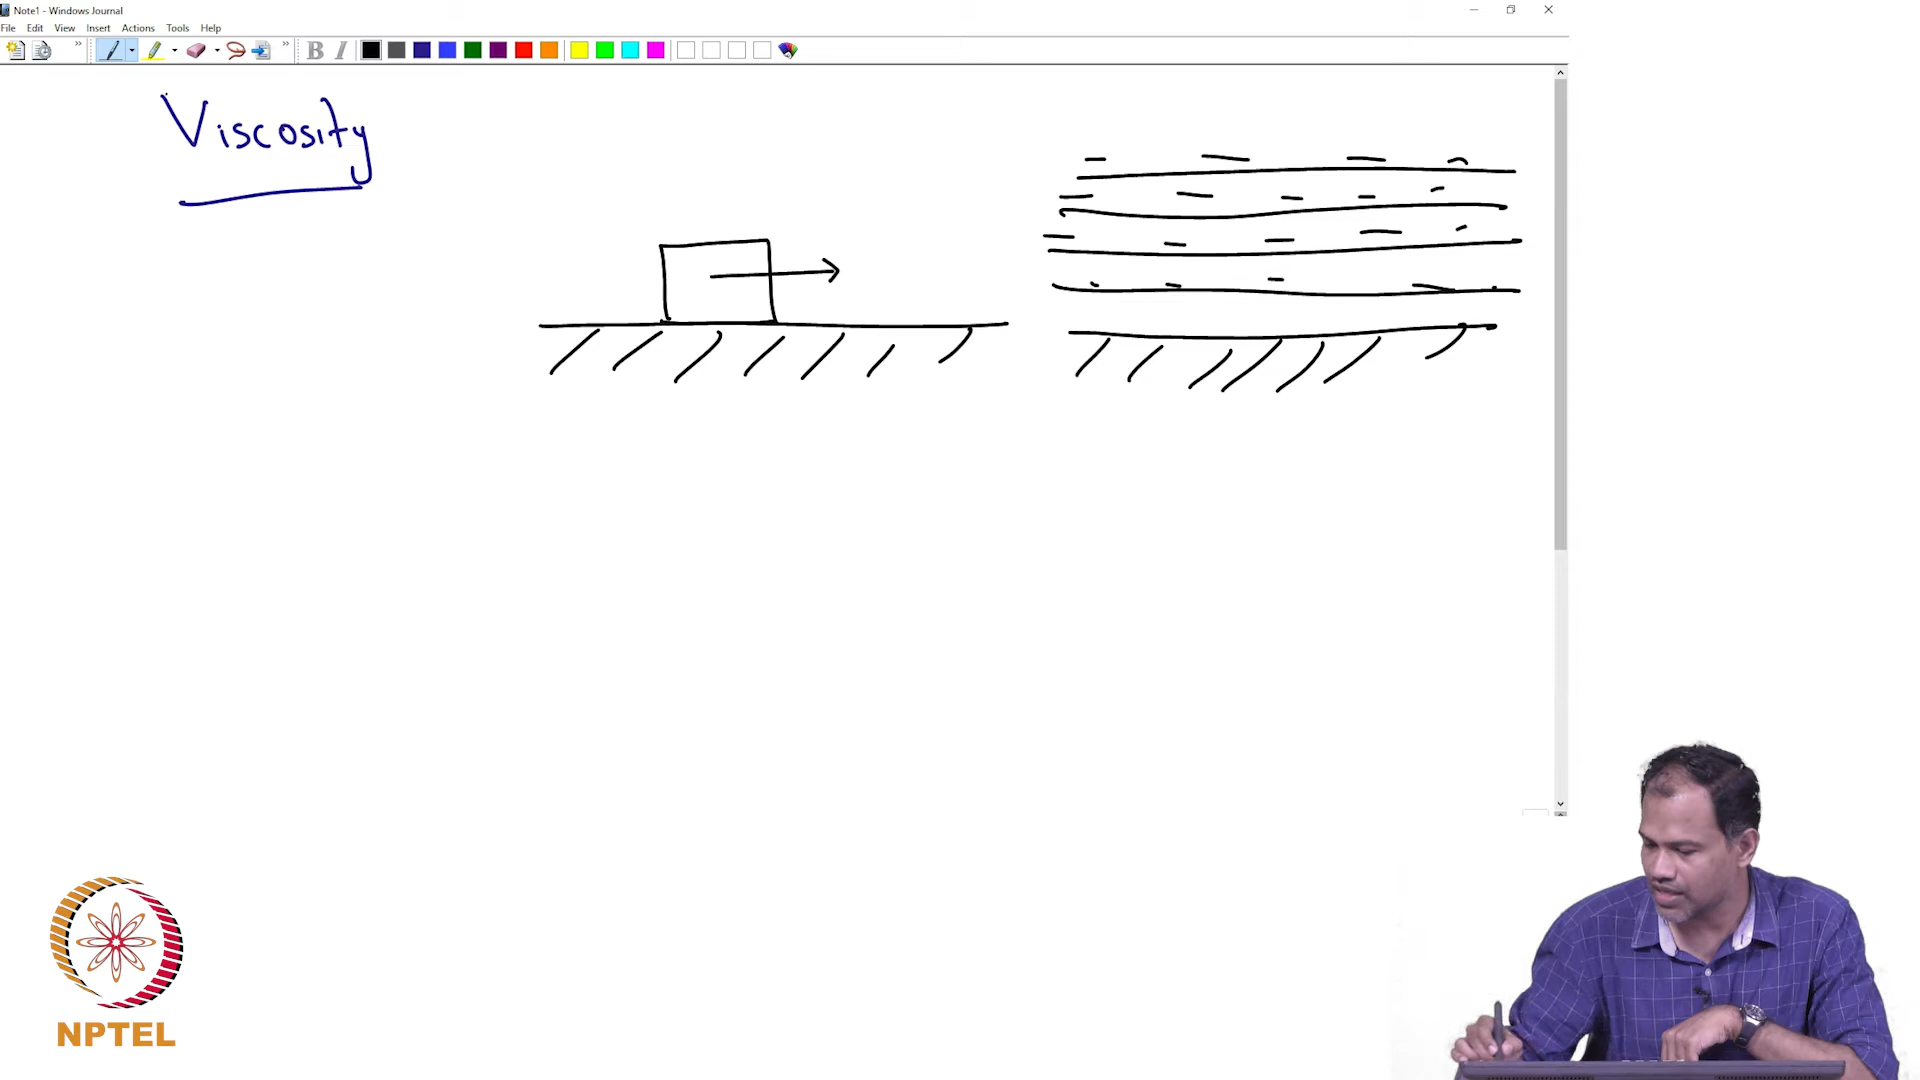 Note1 - Windows Journal
File Edit View Insert Actions Tools Help
B I
Viscosity
NPTEL